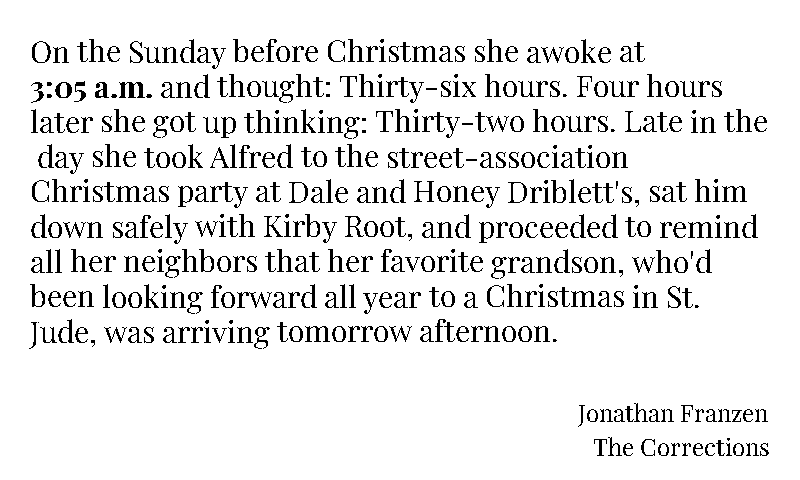 On the Sunday before Christmas she awoke at
3:05 a.m. and thought: Thirty-six hours. Four hours
later she got up thinking: Thirty-two hours. Late in the
day she took Alfred to the street-association
Christmas party at Dale and Honey Driblett's, sat him
down safely with Kirby Root, and proceeded to remind
all her neighbors that her favorite grandson, who'd
been looking forward all year to a Christmas in St.
Jude, was arriving tomorrow afternoon.
Jonathan Franzen
The Corrections